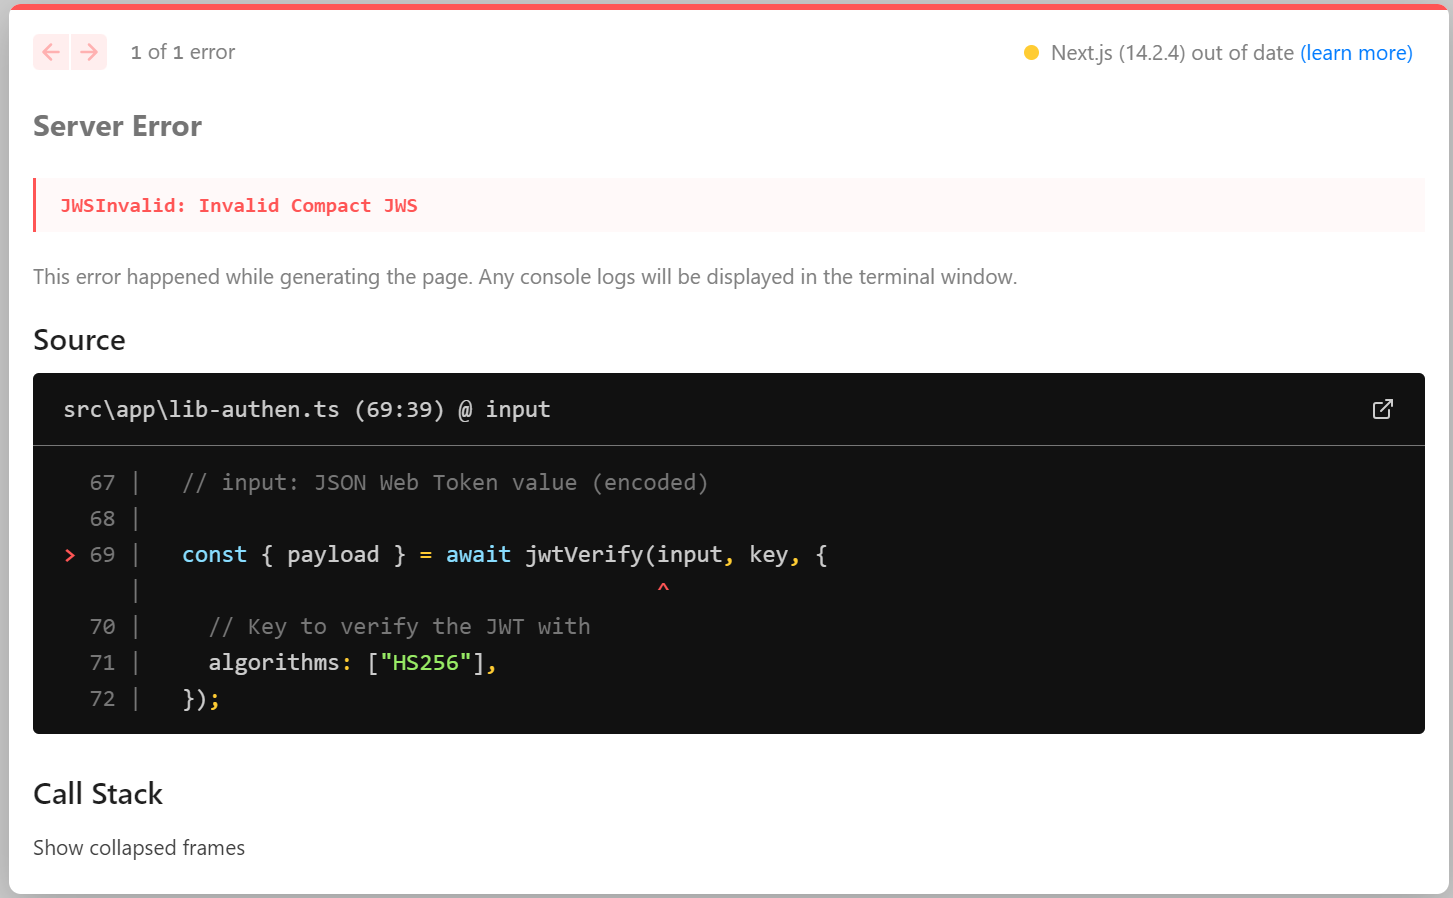 1 of 1 error
Next.js (14.2.4) out of date (learn more)
Server Error
JWSInvalid: Invalid Compact JWS
This error happened while generating the page. Any console logs will be displayed in the terminal window.
Source
src\app\lib-authen.ts (69:39) @ input
67 | // input: JSON Web Token value (encoded)
68 |
> 69 | const { payload } = await jwtVerify(input, key, {
| ^
70 | // Key to verify the JWT with
71 | algorithms: ["HS256"],
72 | });
Call Stack
Show collapsed frames